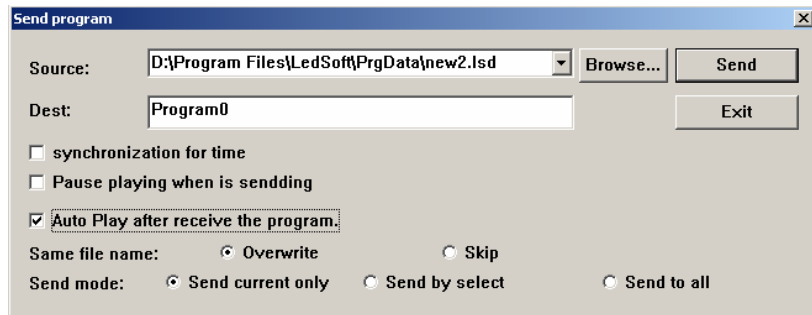 Send program
Source: D:\Program Files\LedSoft\PrgData\new2.lsd Browse... Send
Dest: Program0 Exit
synchronization for time
Pause playing when is sendding
Auto Play after receive the program.
Same file name: Overwrite Skip
Send mode: Send current only Send by select Send to all